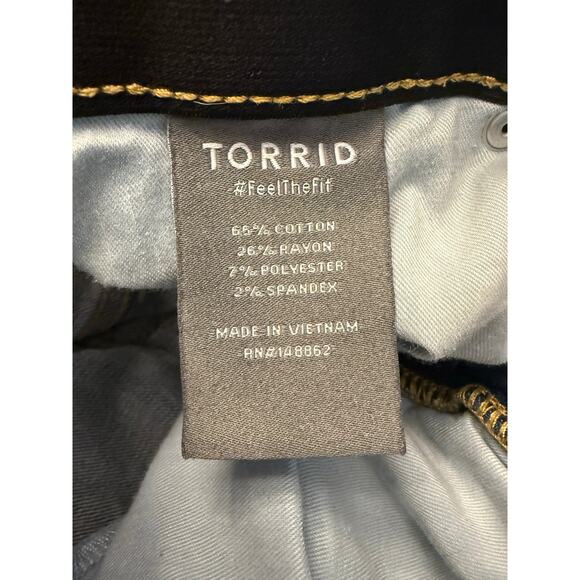 TORRID
#FeelTheFit
65% COTTON
26% RAYON
7% POLYESTER
2% SPANDEX
MADE IN VIETNAM
RN#148862